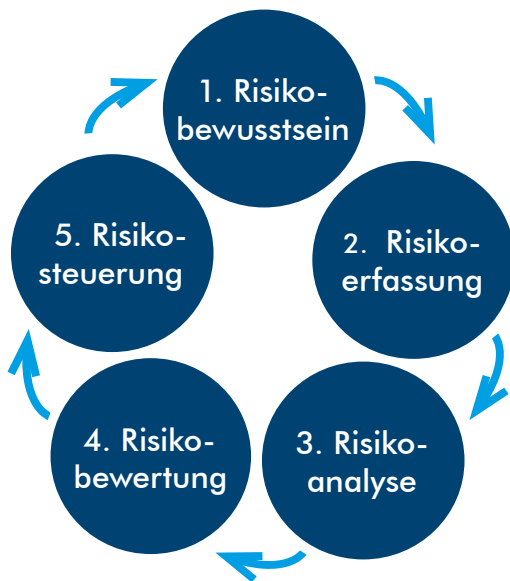 1. Risiko-
bewusstsein
2. Risiko-
erfassung
3. Risiko-
analyse
4. Risiko-
bewertung
5. Risiko-
steuerung